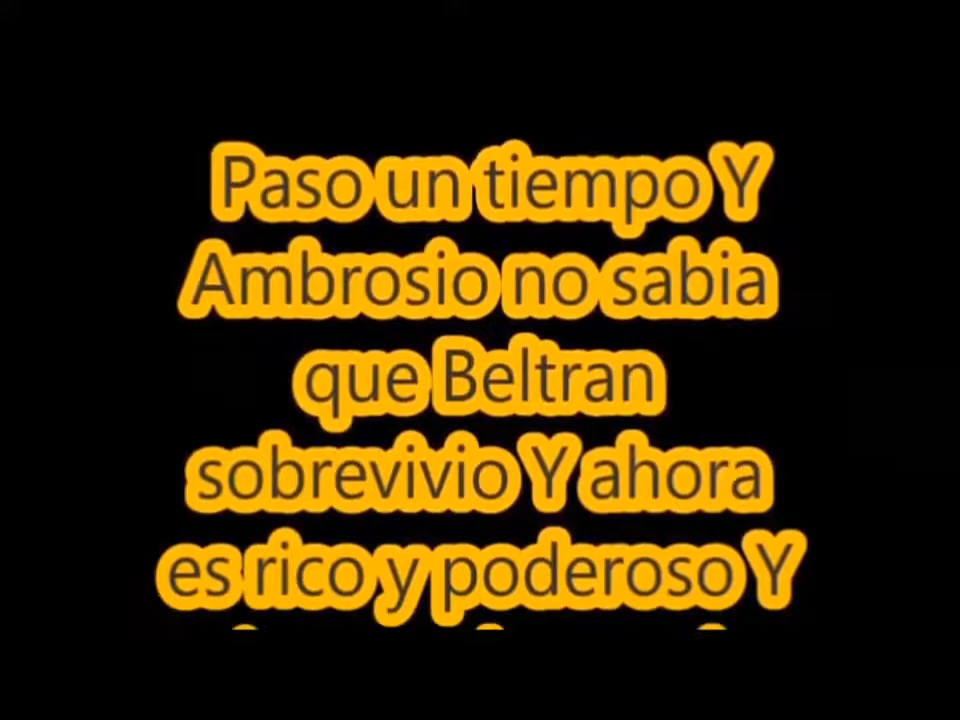 Paso un tiempo Y
Ambrosio no sabia
que Beltran
sobrevivio Y ahora
es rico y poderoso Y